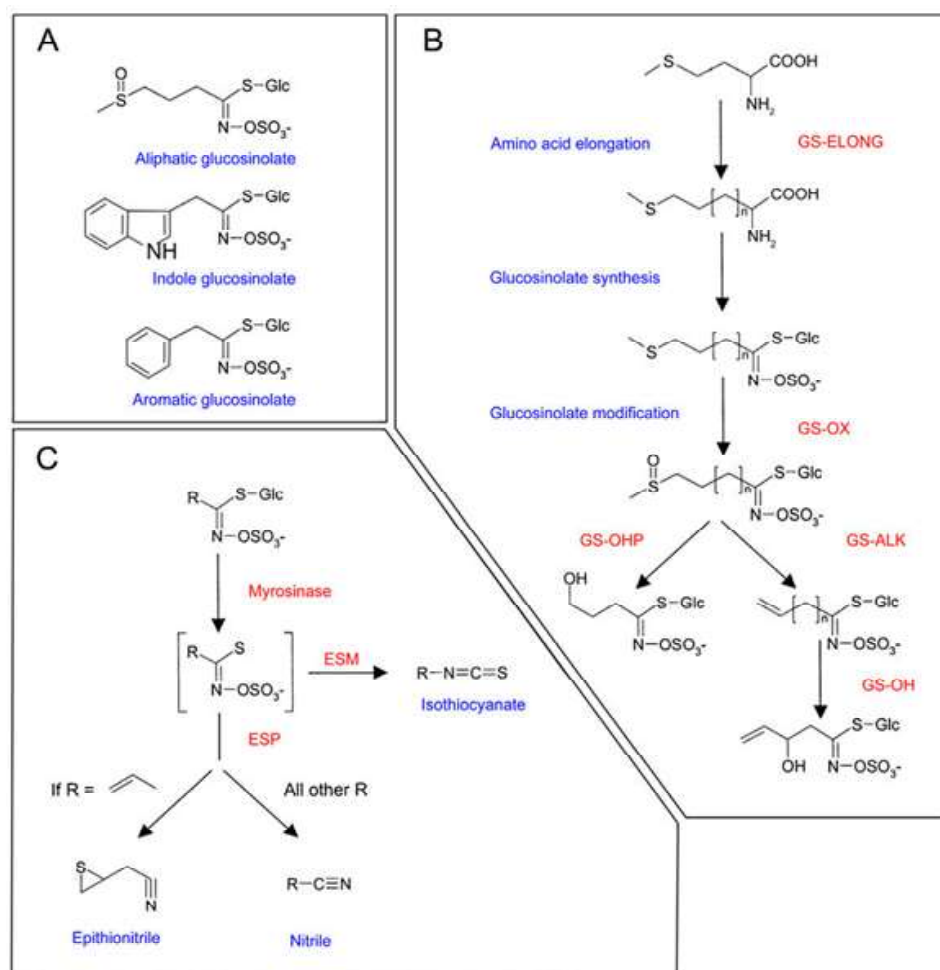 A
O
S
S–Glc
N–OSO3-
Aliphatic glucosinolate
S–Glc
N–OSO3-
NH
Indole glucosinolate
S–Glc
N–OSO3-
Aromatic glucosinolate
B
S
COOH
NH2
Amino acid elongation
GS-ELONG
S
n
COOH
NH2
Glucosinolate synthesis
S
n
S–Glc
N–OSO3-
Glucosinolate modification
GS-OX
O
S
n
S–Glc
N–OSO3-
GS-OHP
GS-ALK
OH
S–Glc
N–OSO3-
n
S–Glc
N–OSO3-
GS-OH
S–Glc
OH
N–OSO3-
C
R
S–Glc
N–OSO3-
Myrosinase
R
S
N–OSO3-
ESM
R–N=C=S
Isothiocyanate
ESP
If R =
All other R
S
N
Epithionitrile
R–C≡N
Nitrile